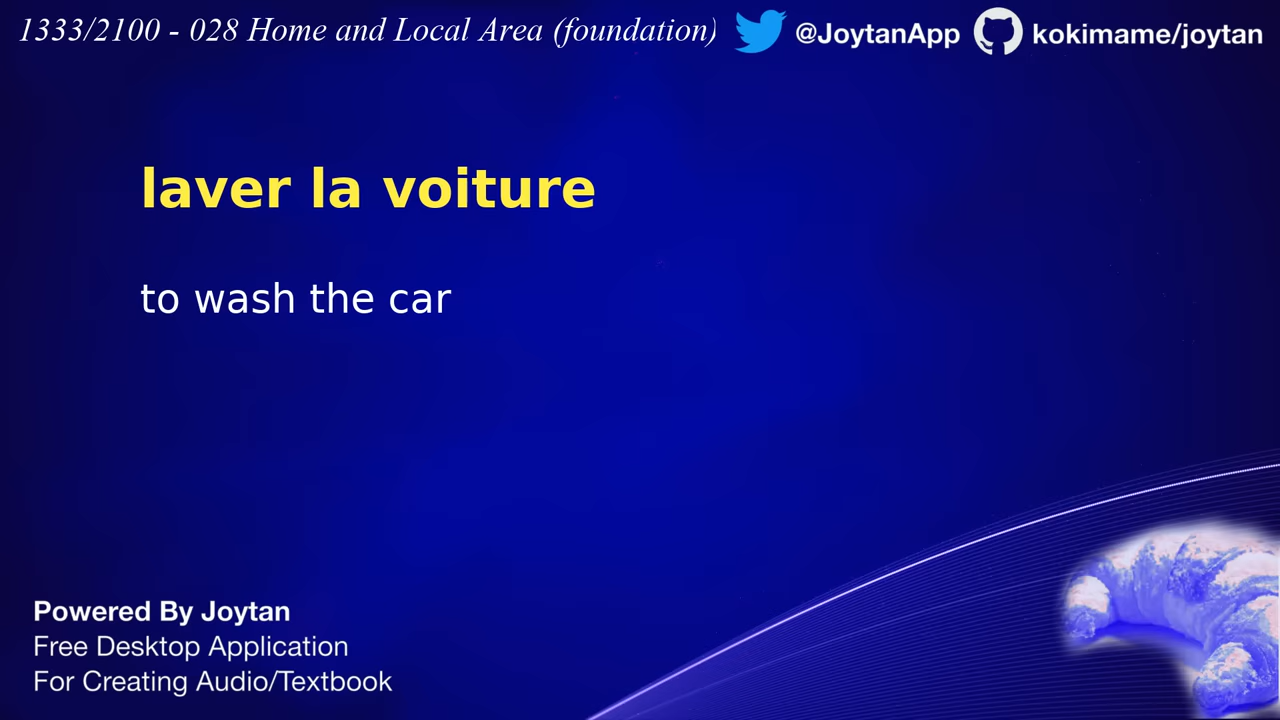 1333/2100 - 028 Home and Local Area (foundation)
@JoytanApp
kokimame/joytan
laver la voiture
to wash the car
Powered By Joytan
Free Desktop Application
For Creating Audio/Textbook